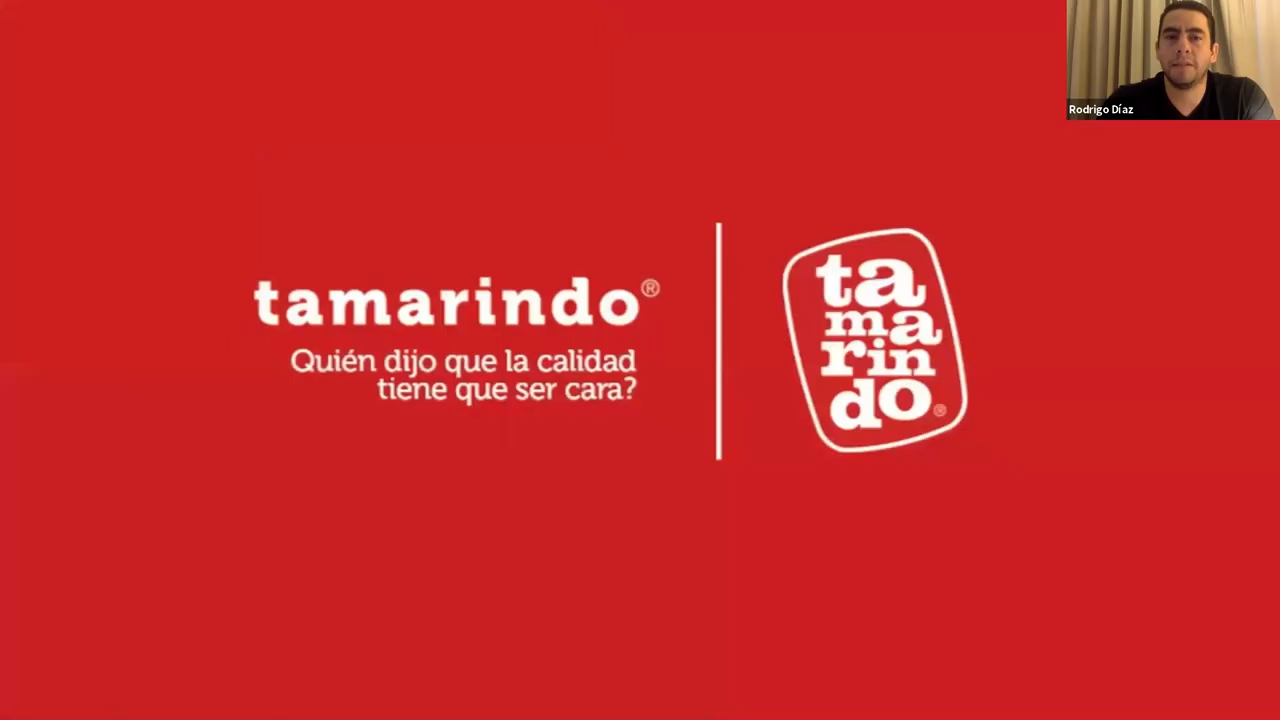 Rodrigo Díaz
tamarindo®
Quién dijo que la calidad
tiene que ser cara?
ta
ma
rin
do®